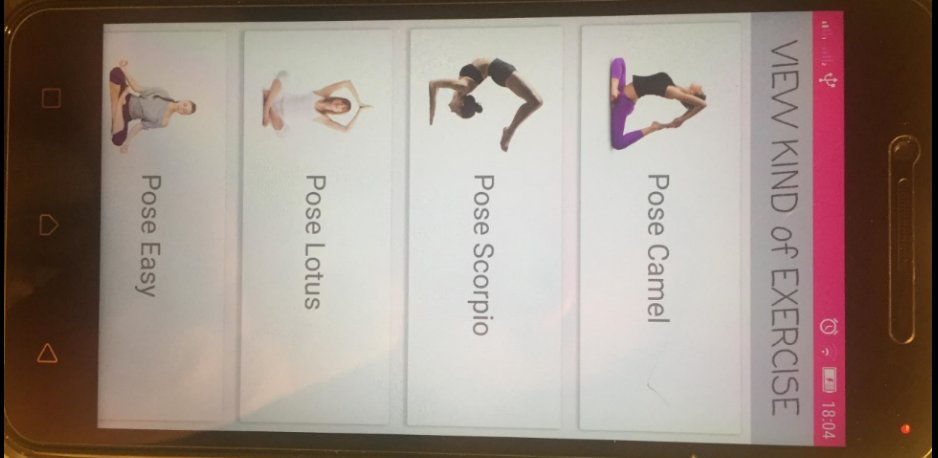 18:04
VIEW KIND of EXERCISE
Pose Camel
Pose Scorpio
Pose Lotus
Pose Easy